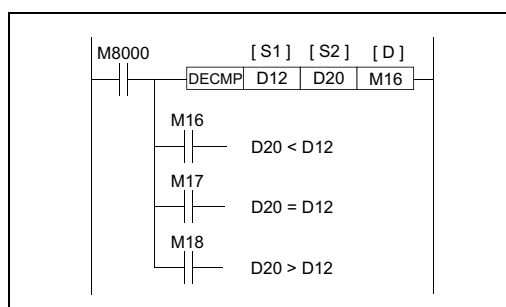 [ S1 ] [ S2 ] [ D ]
M8000
DECMP D12 D20 M16
M16
D20 < D12
M17
D20 = D12
M18
D20 > D12